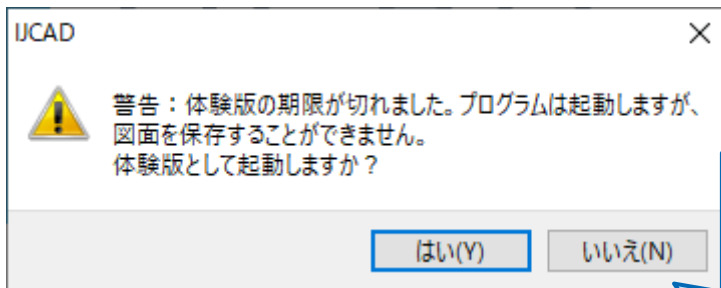 IJCAD
警告：体験版の期限が切れました。プログラムは起動しますが、
図面を保存することができません。
体験版として起動しますか？
はい(Y)
いいえ(N)